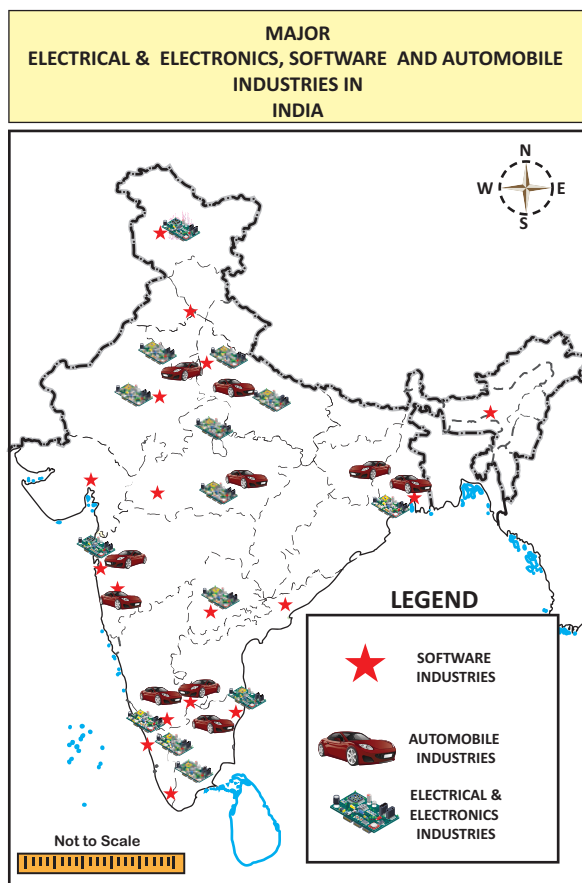 MAJOR
ELECTRICAL & ELECTRONICS, SOFTWARE AND AUTOMOBILE
INDUSTRIES IN
INDIA
N
W E
S
LEGEND
SOFTWARE
INDUSTRIES
AUTOMOBILE
INDUSTRIES
ELECTRICAL &
ELECTRONICS
INDUSTRIES
Not to Scale